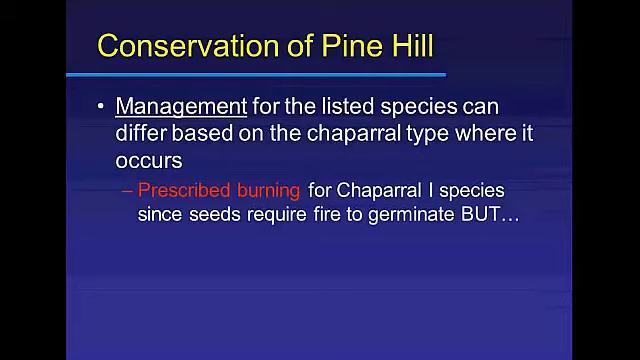 Conservation of Pine Hill
• Management for the listed species can
differ based on the chaparral type where it
occurs
– Prescribed burning for Chaparral I species
since seeds require fire to germinate BUT…